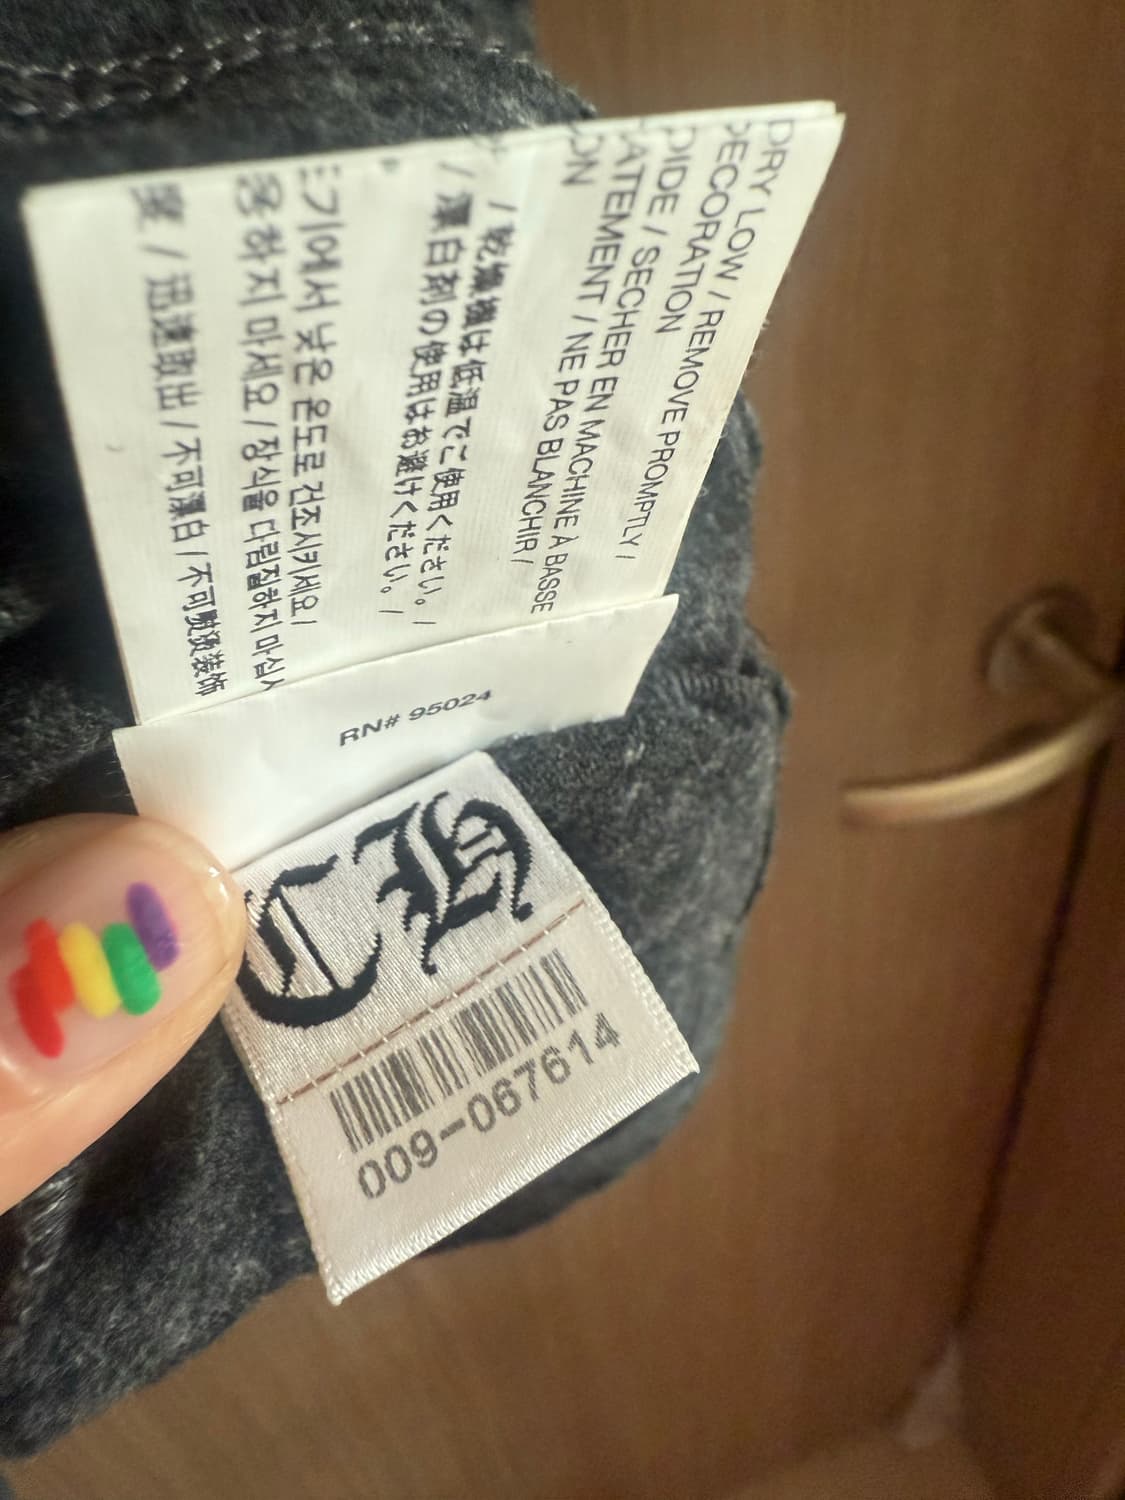 DRY LOW / REMOVE PROMPTLY /
DECORATION
/ SECHER EN MACHINE À BASSE
/ NE PAS BLANCHIR /
/ 乾燥機は低温でご使用ください。 /
/ 漂白剤の使用はお避けください。 /
기에서 낮은 온도로 건조시키세요 /
용하지 마세요 / 장식을 다림질하지 마십시
/ 迅速取出 / 不可漂白 / 不可熨烫装饰
RN# 95024
CH
009-067614